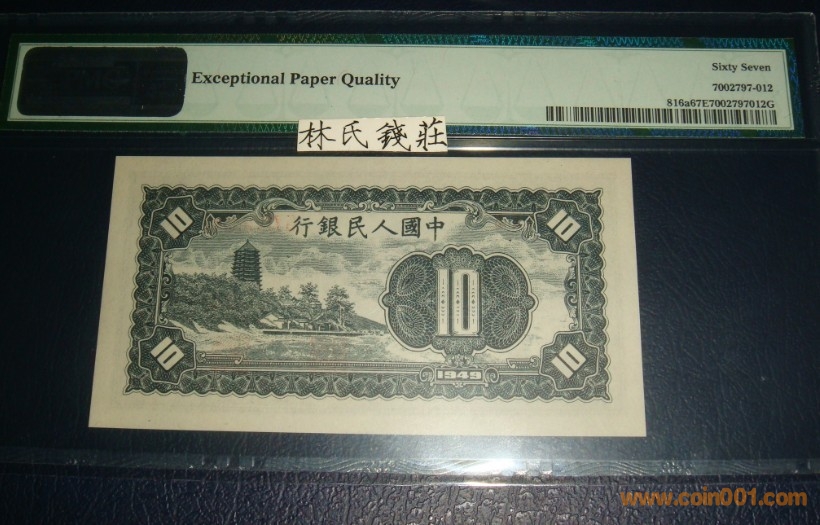 Exceptional Paper Quality
Sixty Seven
7002797-012
816a67E7002797012G
林氏錢莊
行銀民人國中
10
10
10
10
10
1949
www.coin001.com